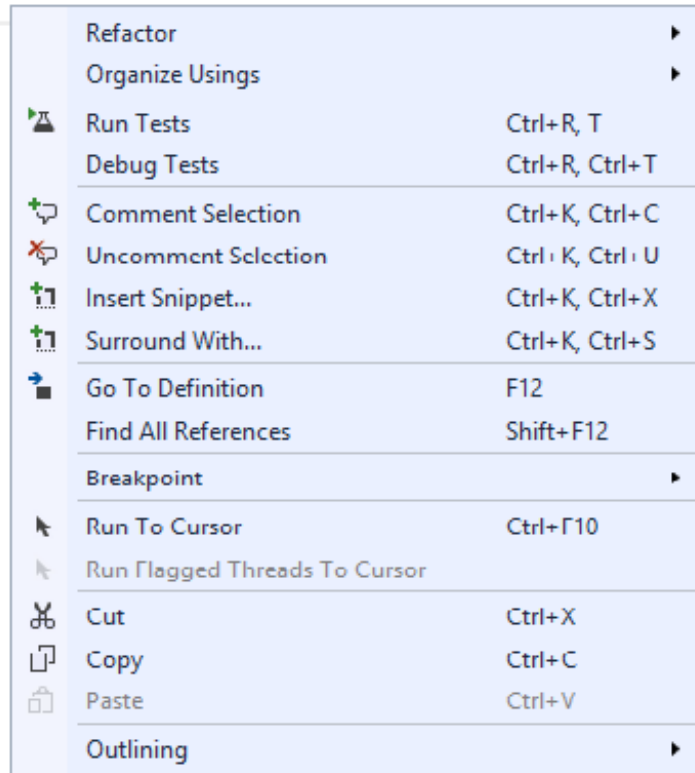 Refactor
Organize Usings
Run Tests Ctrl+R, T
Debug Tests Ctrl+R, Ctrl+T
Comment Selection Ctrl+K, Ctrl+C
Uncomment Selection Ctrl+K, Ctrl+U
Insert Snippet... Ctrl+K, Ctrl+X
Surround With... Ctrl+K, Ctrl+S
Go To Definition F12
Find All References Shift+F12
Breakpoint
Run To Cursor Ctrl+F10
Run Flagged Threads To Cursor
Cut Ctrl+X
Copy Ctrl+C
Paste Ctrl+V
Outlining